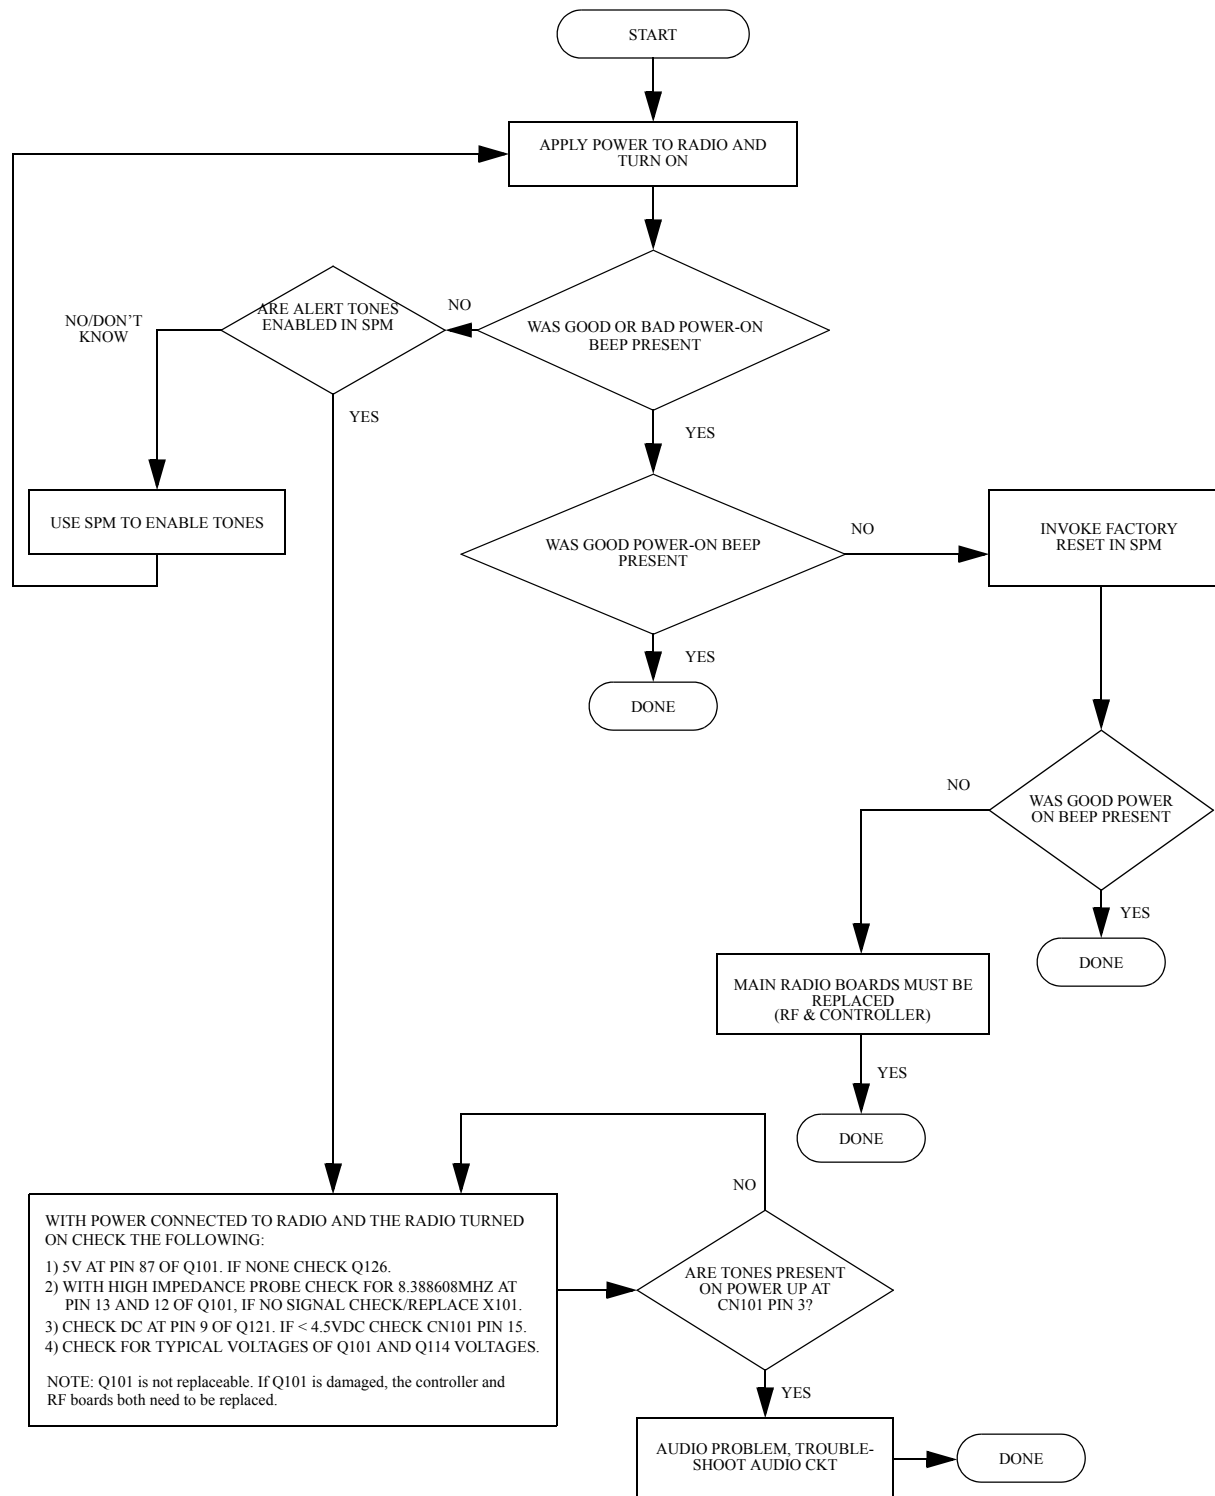 START
APPLY POWER TO RADIO AND
TURN ON
NO
ARE ALERT TONES
ENABLED IN SPM
NO/DON'T
KNOW
WAS GOOD OR BAD POWER-ON
BEEP PRESENT
YES
YES
USE SPM TO ENABLE TONES
WAS GOOD POWER-ON BEEP
PRESENT
NO
INVOKE FACTORY
RESET IN SPM
YES
DONE
NO
WAS GOOD POWER
ON BEEP PRESENT
YES
DONE
MAIN RADIO BOARDS MUST BE
REPLACED
(RF & CONTROLLER)
YES
DONE
NO
WITH POWER CONNECTED TO RADIO AND THE RADIO TURNED
ON CHECK THE FOLLOWING:
1) 5V AT PIN 87 OF Q101. IF NONE CHECK Q126.
2) WITH HIGH IMPEDANCE PROBE CHECK FOR 8.388608MHZ AT
PIN 13 AND 12 OF Q101, IF NO SIGNAL CHECK/REPLACE X101.
3) CHECK DC AT PIN 9 OF Q121. IF < 4.5VDC CHECK CN101 PIN 15.
4) CHECK FOR TYPICAL VOLTAGES OF Q101 AND Q114 VOLTAGES.
NOTE: Q101 is not replaceable. If Q101 is damaged, the controller and
RF boards both need to be replaced.
ARE TONES PRESENT
ON POWER UP AT
CN101 PIN 3?
YES
AUDIO PROBLEM, TROUBLE-
SHOOT AUDIO CKT
DONE